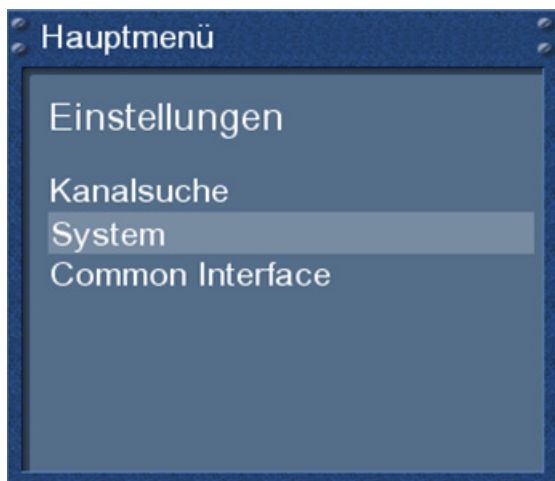 Hauptmenü
Einstellungen
Kanalsuche
System
Common Interface